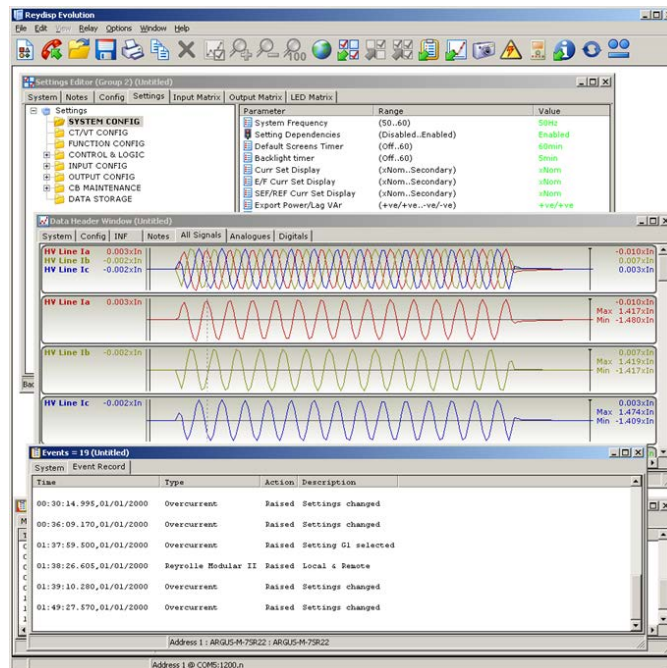 Reydisp Evolution
File Edit View Relay Options Window Help
Settings Editor (Group 2) (Untitled)
System Notes Config Settings Input Matrix Output Matrix LED Matrix
Settings
SYSTEM CONFIG
CT/VT CONFIG
FUNCTION CONFIG
CONTROL & LOGIC
INPUT CONFIG
OUTPUT CONFIG
CB MAINTENANCE
DATA STORAGE
Parameter Range Value
System Frequency (50..60) 50Hz
Setting Dependencies (Disabled..Enabled) Enabled
Default Screens Timer (Off..60) 60min
Backlight timer (Off..60) 5min
Curr Set Display (xNom..Secondary) xNom
E/F Curr Set Display (xNom..Secondary) xNom
SEF/REF Curr Set Display (xNom..Secondary) xNom
Export Power/Lag VAr (+ve/+ve..-ve/-ve) +ve/+ve
Data Header Window (Untitled)
System Config INF Notes All Signals Analogues Digitals
HV Line Ia 0.003xIn -0.010xIn
HV Line Ib -0.002xIn 0.007xIn
HV Line Ic -0.002xIn 0.003xIn
HV Line Ia 0.003xIn -0.010xIn
Max 1.417xIn
Min -1.480xIn
HV Line Ib -0.002xIn 0.007xIn
Max 1.419xIn
Min -1.417xIn
HV Line Ic -0.002xIn 0.003xIn
Max 1.474xIn
Min -1.409xIn
Events = 19 (Untitled)
System Event Record
Time Type Action Description
00:30:14.995,01/01/2000 Overcurrent Raised Settings changed
00:36:09.170,01/01/2000 Overcurrent Raised Settings changed
01:37:59.500,01/01/2000 Overcurrent Raised Setting G1 selected
01:38:26.605,01/01/2000 Reyrolle Modular II Raised Local & Remote
01:39:10.280,01/01/2000 Overcurrent Raised Settings changed
01:49:27.570,01/01/2000 Overcurrent Raised Settings changed
Address 1 : ARGUS-M-7SR22 : ARGUS-M-7SR22
Address 1 @ COM5:1200.n